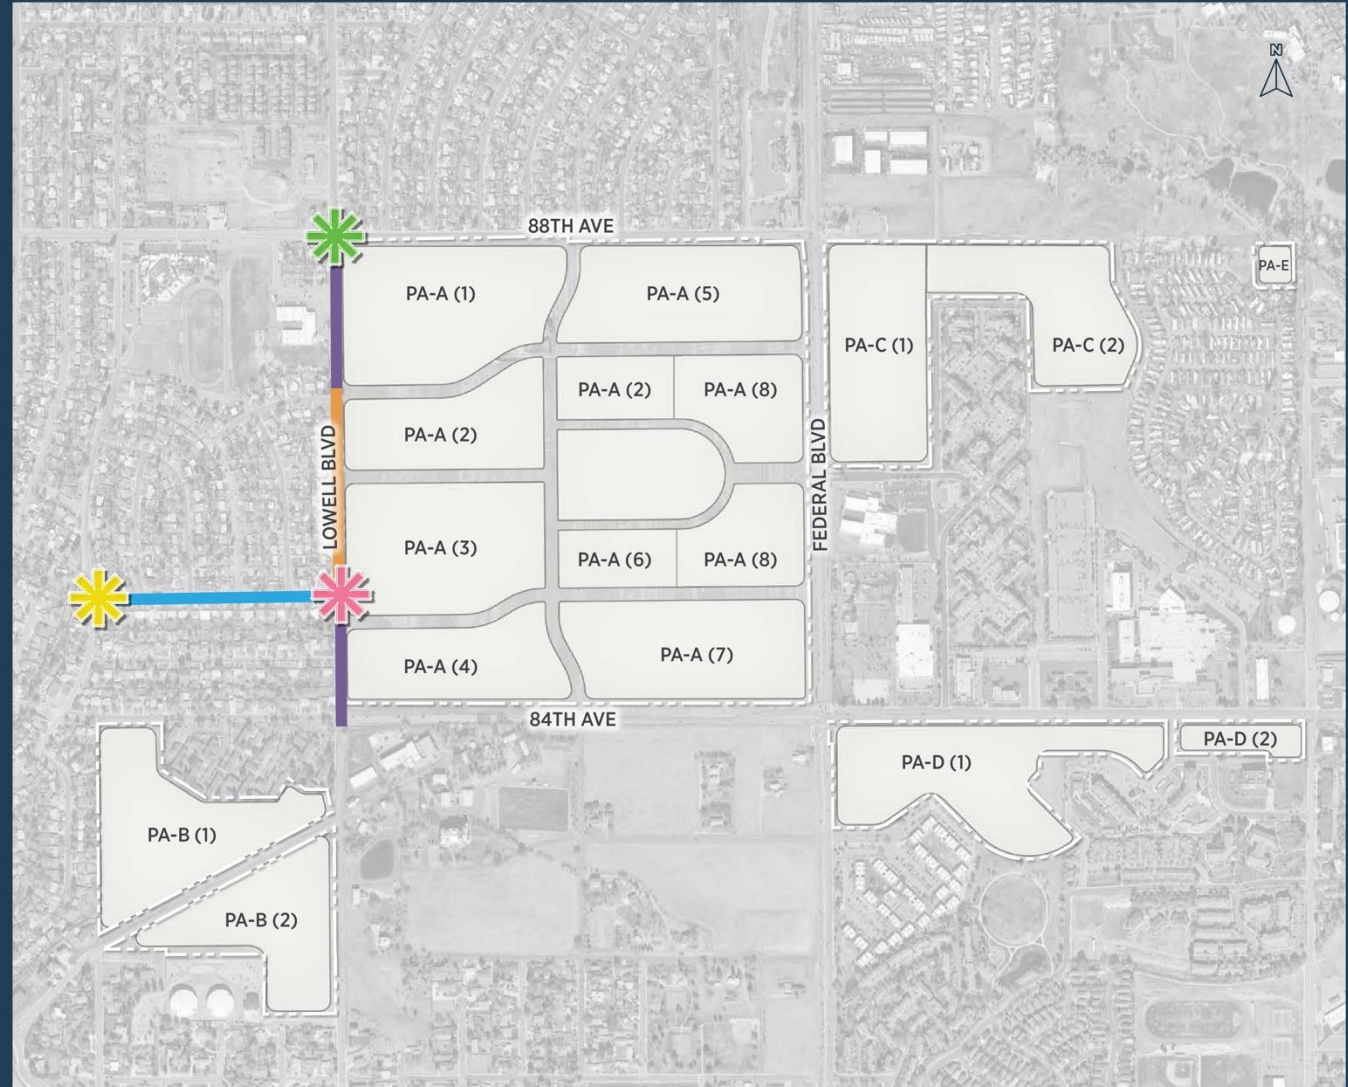 N
88TH AVE
PA-E
PA-A (1)
PA-A (5)
PA-C (1)
PA-C (2)
PA-A (2)
PA-A (8)
PA-A (2)
LOWELL BLVD
FEDERAL BLVD
PA-A (3)
PA-A (6)
PA-A (8)
PA-A (4)
PA-A (7)
84TH AVE
PA-D (1)
PA-D (2)
PA-B (1)
PA-B (2)